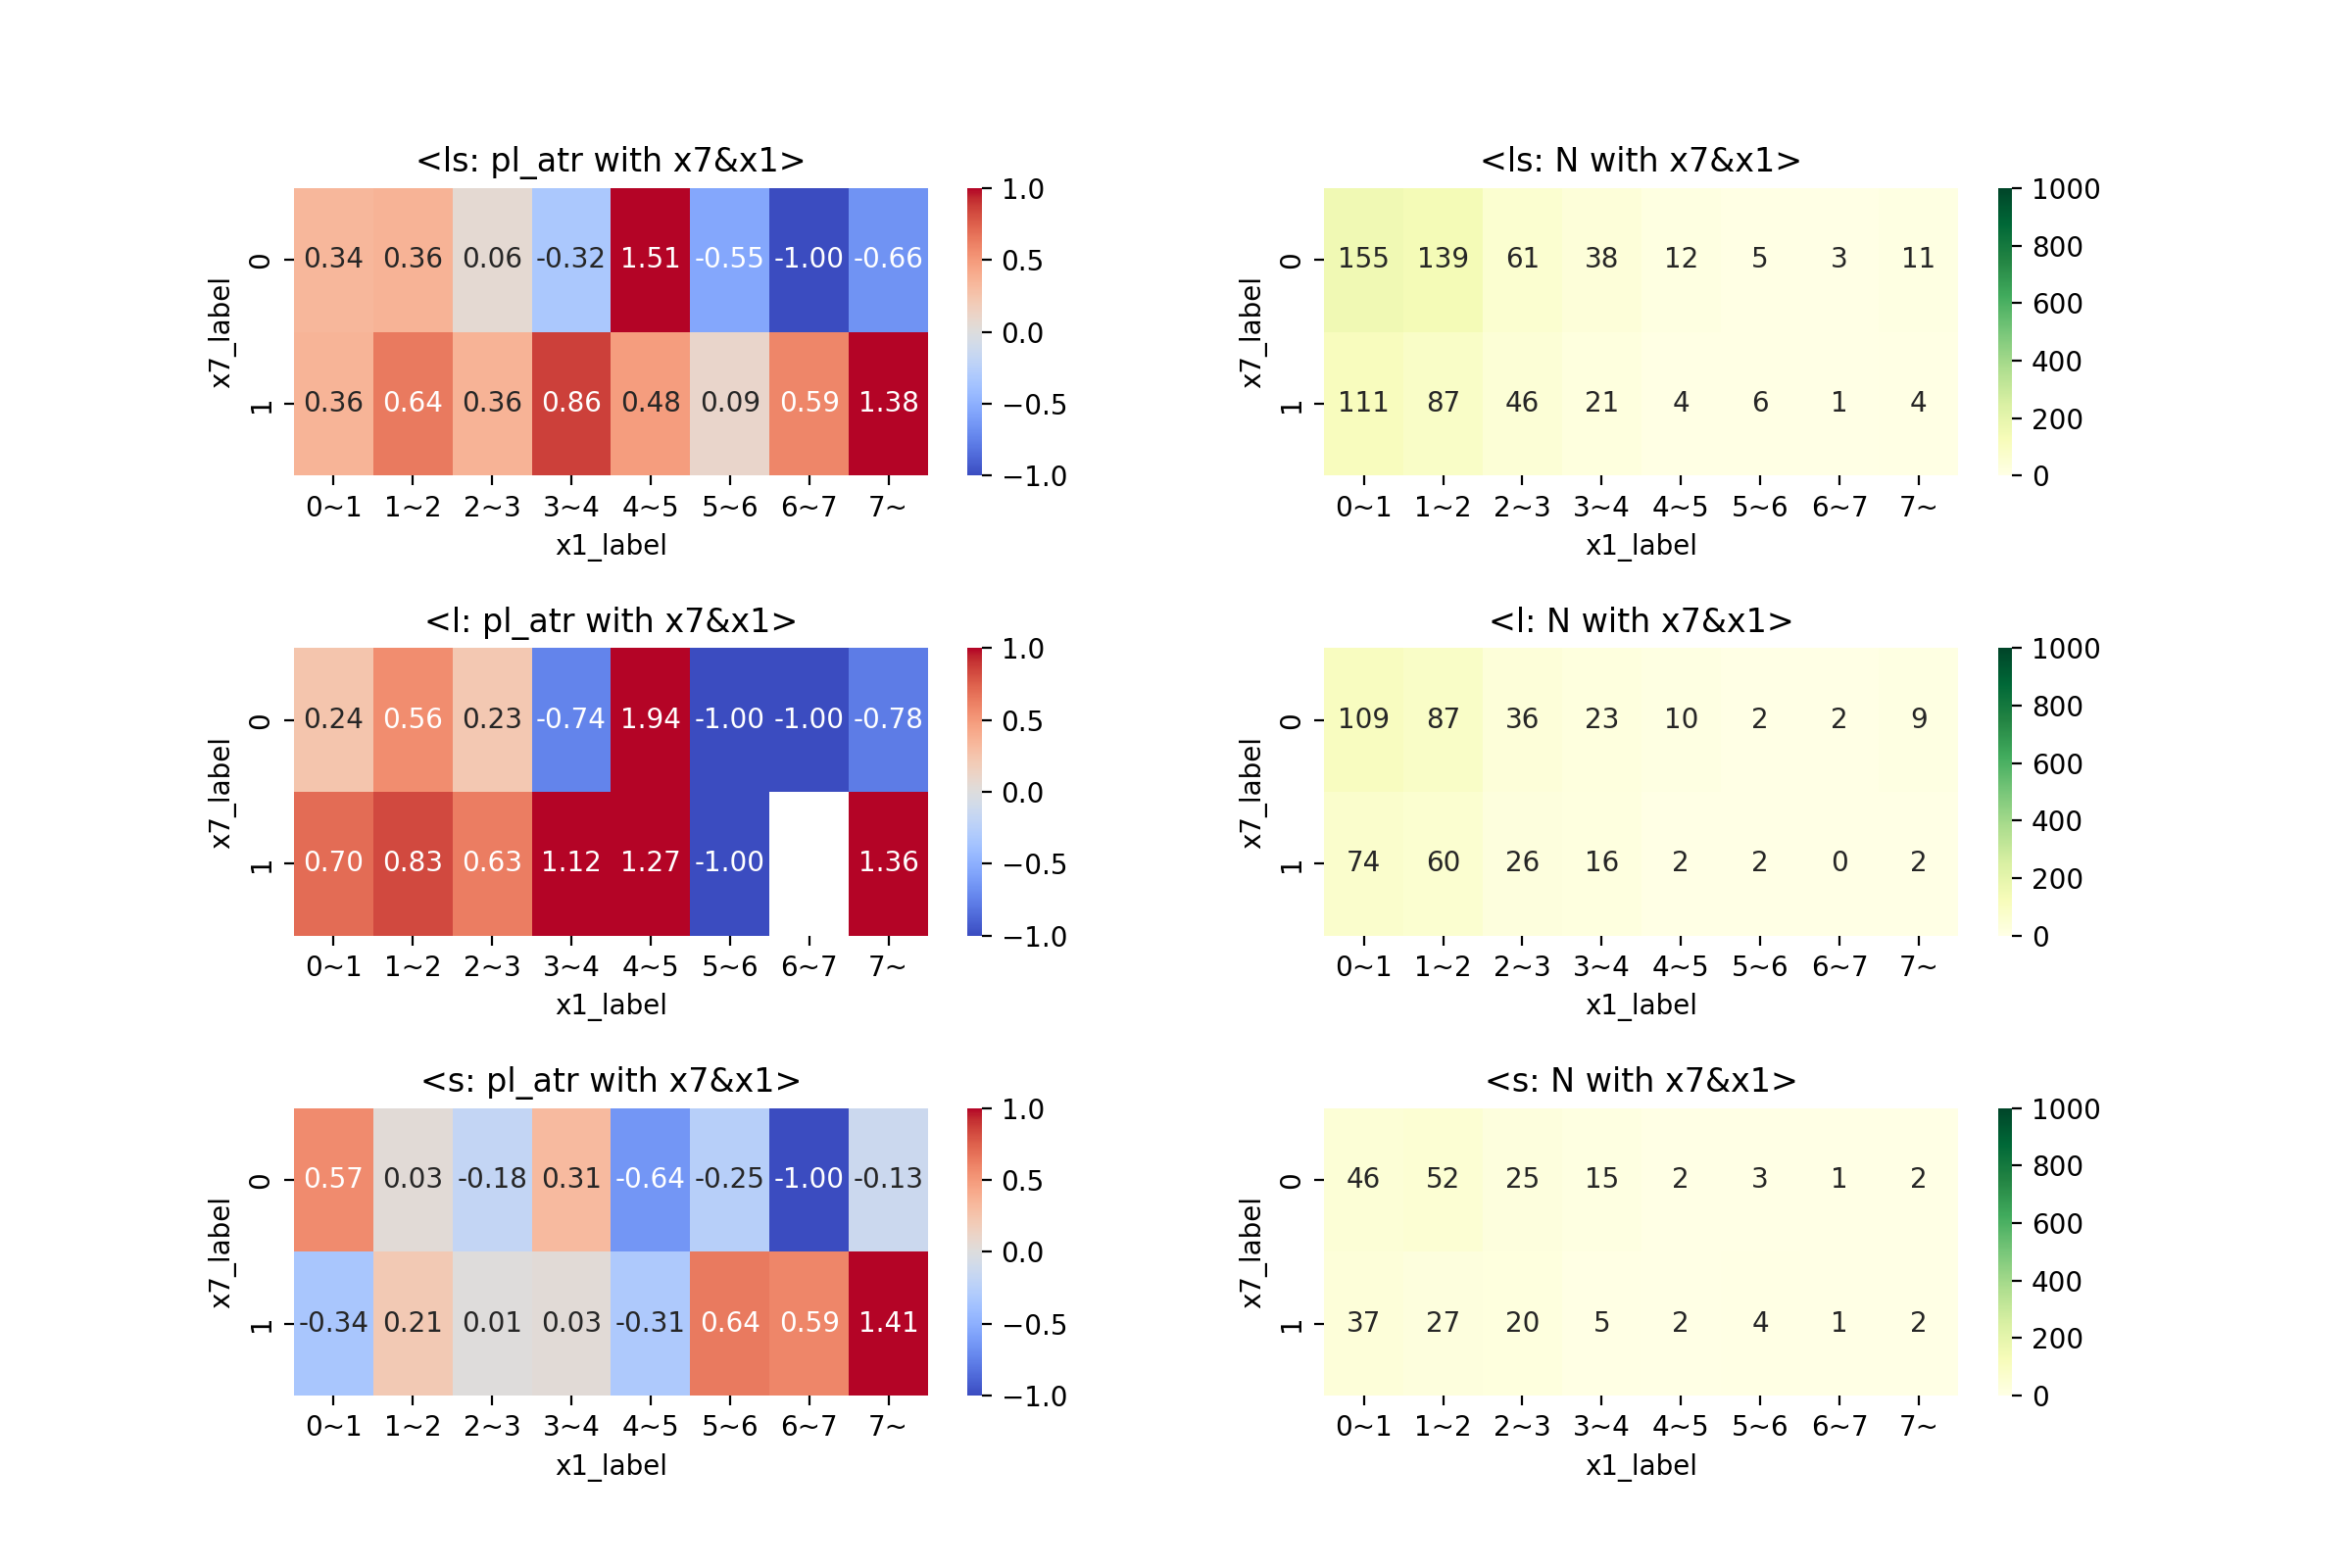 <ls: pl_atr with x7&x1>
x7_label
0
0.34 0.36 0.06 -0.32 1.51 -0.55 -1.00 -0.66
1
0.36 0.64 0.36 0.86 0.48 0.09 0.59 1.38
0~1 1~2 2~3 3~4 4~5 5~6 6~7 7~
x1_label
1.0
0.5
0.0
−0.5
−1.0
<ls: N with x7&x1>
x7_label
0
155 139 61 38 12 5 3 11
1
111 87 46 21 4 6 1 4
0~1 1~2 2~3 3~4 4~5 5~6 6~7 7~
x1_label
1000
800
600
400
200
0
<l: pl_atr with x7&x1>
x7_label
0
0.24 0.56 0.23 -0.74 1.94 -1.00 -1.00 -0.78
1
0.70 0.83 0.63 1.12 1.27 -1.00 1.36
0~1 1~2 2~3 3~4 4~5 5~6 6~7 7~
x1_label
1.0
0.5
0.0
−0.5
−1.0
<l: N with x7&x1>
x7_label
0
109 87 36 23 10 2 2 9
1
74 60 26 16 2 2 0 2
0~1 1~2 2~3 3~4 4~5 5~6 6~7 7~
x1_label
1000
800
600
400
200
0
<s: pl_atr with x7&x1>
x7_label
0
0.57 0.03 -0.18 0.31 -0.64 -0.25 -1.00 -0.13
1
-0.34 0.21 0.01 0.03 -0.31 0.64 0.59 1.41
0~1 1~2 2~3 3~4 4~5 5~6 6~7 7~
x1_label
1.0
0.5
0.0
−0.5
−1.0
<s: N with x7&x1>
x7_label
0
46 52 25 15 2 3 1 2
1
37 27 20 5 2 4 1 2
0~1 1~2 2~3 3~4 4~5 5~6 6~7 7~
x1_label
1000
800
600
400
200
0